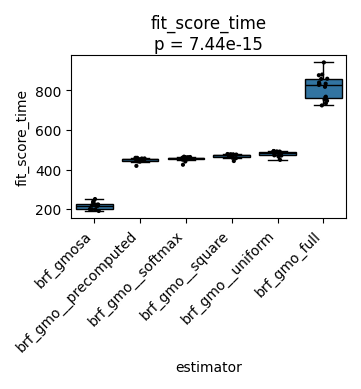 fit_score_time
p = 7.44e-15
fit_score_time
800
600
400
200
brf_gmosa
brf_gmo__precomputed
brf_gmo__softmax
brf_gmo__square
brf_gmo__uniform
brf_gmo_full
estimator